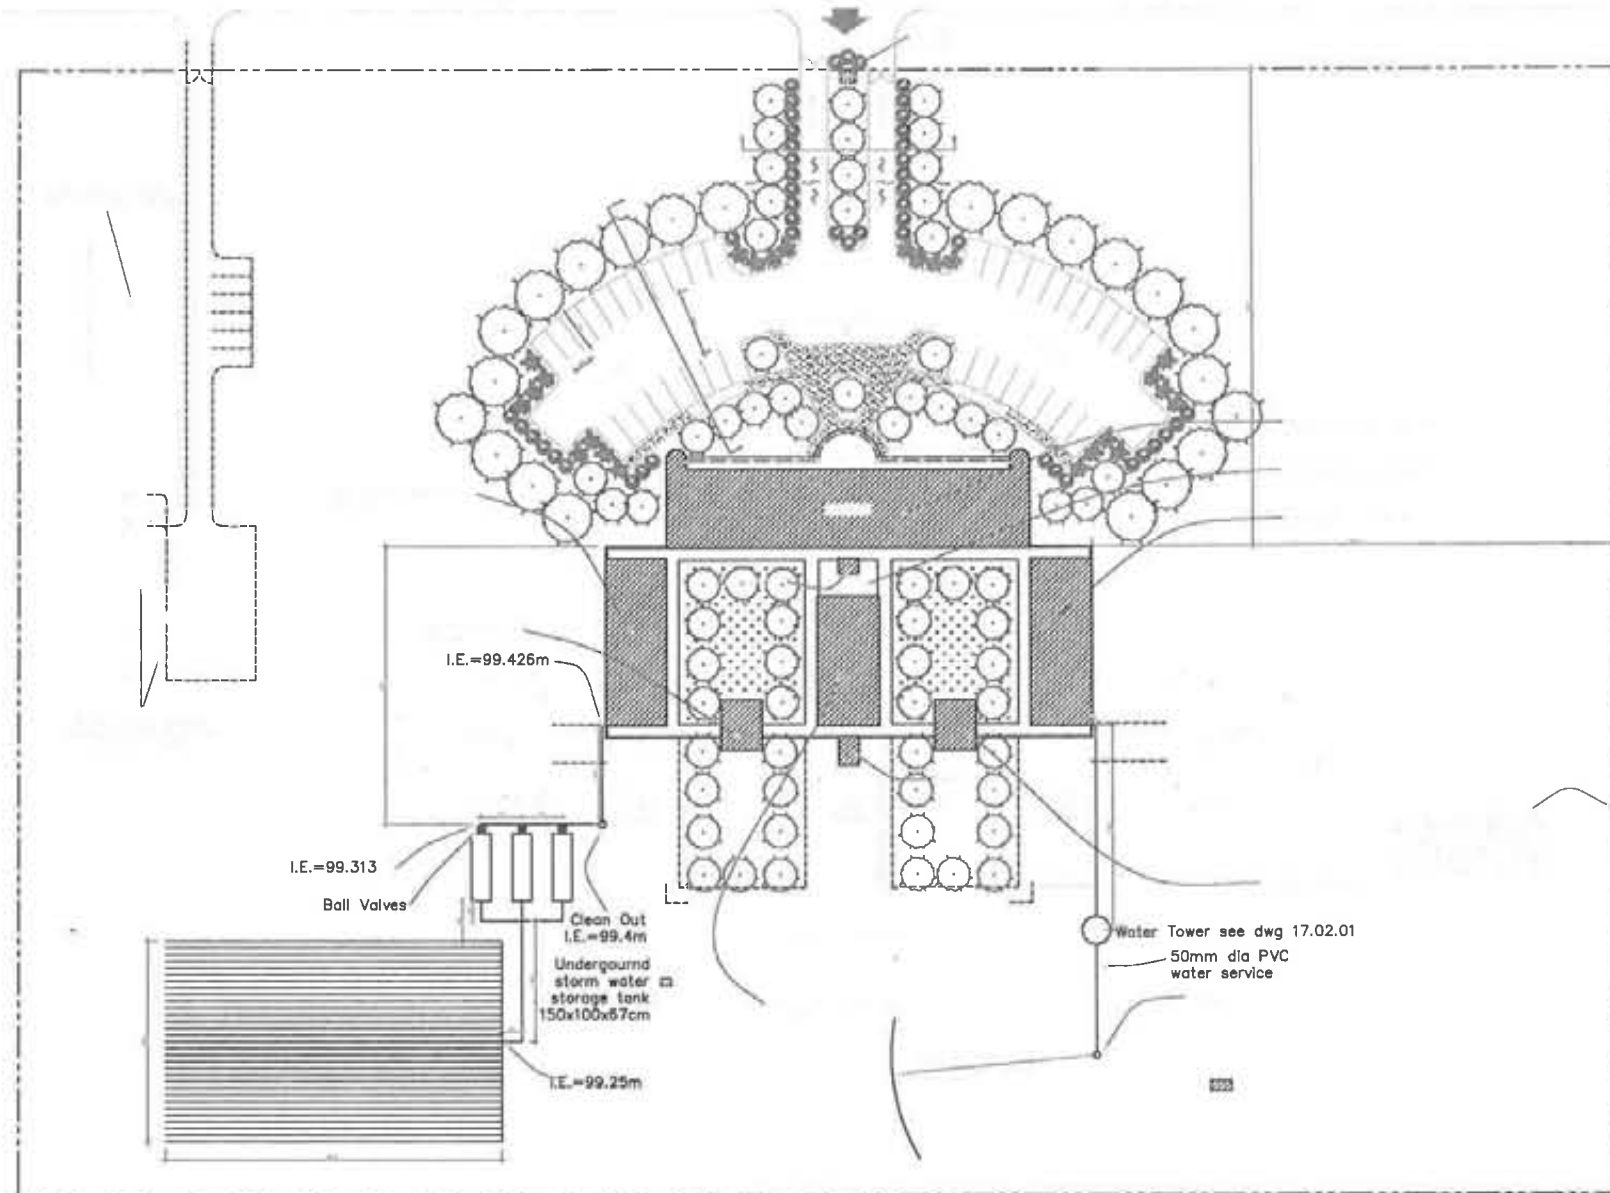 I.E.=99.426m
I.E.=99.313
Ball Valves
Clean Out
I.E.=99.4m
Undergournd
storm water
storage tank
150x100x67cm
I.E.=99.25m
Water Tower see dwg 17.02.01
50mm dia PVC
water service